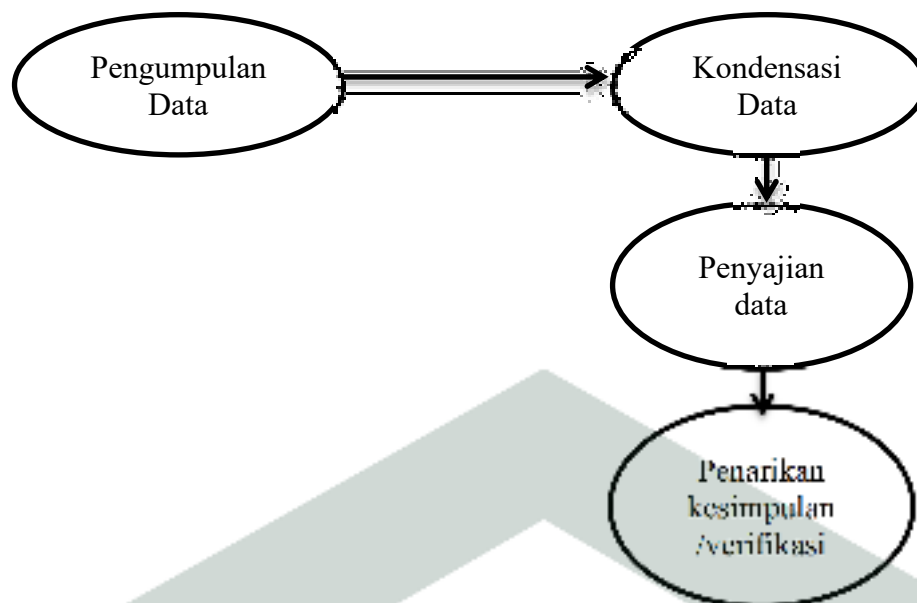 Pengumpulan
Data
Kondensasi
Data
Penyajian
data
Penarikan
kesimpulan
/verifikasi